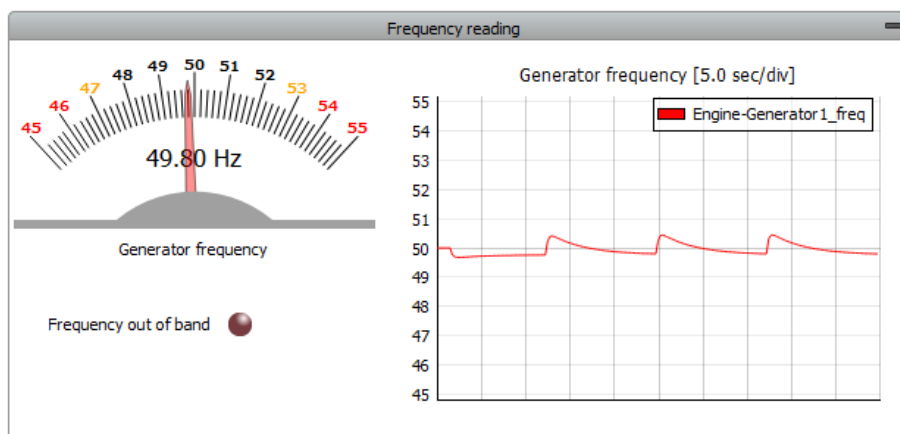 Frequency reading
45 46 47 48 49 50 51 52 53 54 55
49.80 Hz
Generator frequency
Frequency out of band
Generator frequency [5.0 sec/div]
Engine-Generator1_freq
55
54
53
52
51
50
49
48
47
46
45